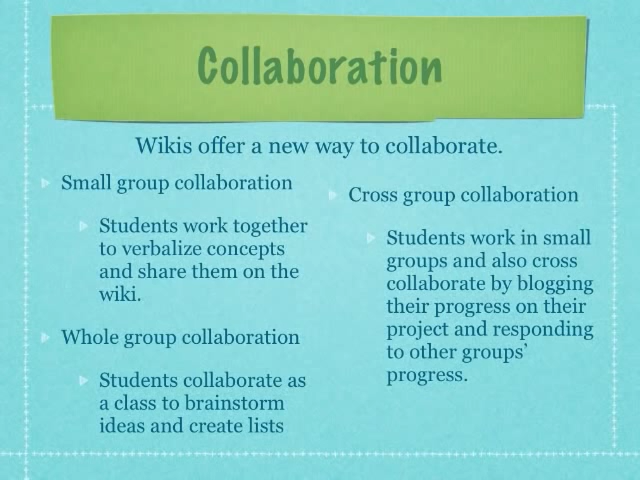 Collaboration
Wikis offer a new way to collaborate.
Small group collaboration
Students work together
to verbalize concepts
and share them on the
wiki.
Whole group collaboration
Students collaborate as
a class to brainstorm
ideas and create lists
Cross group collaboration
Students work in small
groups and also cross
collaborate by blogging
their progress on their
project and responding
to other groups’
progress.